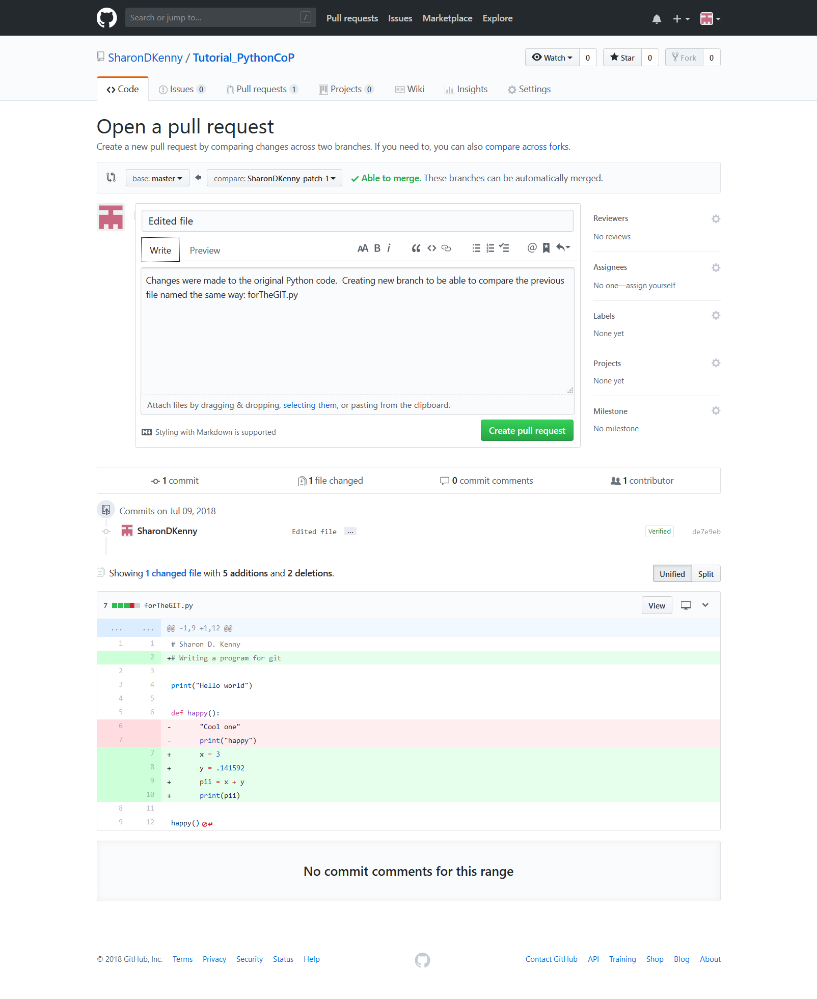 Search or jump to... /
Pull requests Issues Marketplace Explore
SharonDKenny / Tutorial_PythonCoP
Watch 0 Star 0 Fork 0
Code Issues 0 Pull requests 1 Projects 0 Wiki Insights Settings
Open a pull request
Create a new pull request by comparing changes across two branches. If you need to, you can also compare across forks.
base: master compare: SharonDKenny-patch-1 Able to merge. These branches can be automatically merged.
Edited file
Write Preview AA B i “ <> @
Changes were made to the original Python code.  Creating new branch to be able to compare the previous
file named the same way: forTheGIT.py
Attach files by dragging & dropping, selecting them, or pasting from the clipboard.
Styling with Markdown is supported
Create pull request
Reviewers
No reviews
Assignees
No one—assign yourself
Labels
None yet
Projects
None yet
Milestone
No milestone
1 commit 1 file changed 0 commit comments 1 contributor
Commits on Jul 09, 2018
SharonDKenny Edited file ... Verified de7e9eb
Showing 1 changed file with 5 additions and 2 deletions.
Unified Split
7 forTheGIT.py View
... ... @@ -1,9 +1,12 @@
1 1 # Sharon D. Kenny
2 +# Writing a program for git
2 3
3 4 print("Hello world")
4 5
5 6 def happy():
6 - "Cool one"
7 - print("happy")
7 + x = 3
8 + y = .141592
9 + pii = x + y
10 + print(pii)
8 11
9 12 happy()
No commit comments for this range
© 2018 GitHub, Inc. Terms Privacy Security Status Help
Contact GitHub API Training Shop Blog About